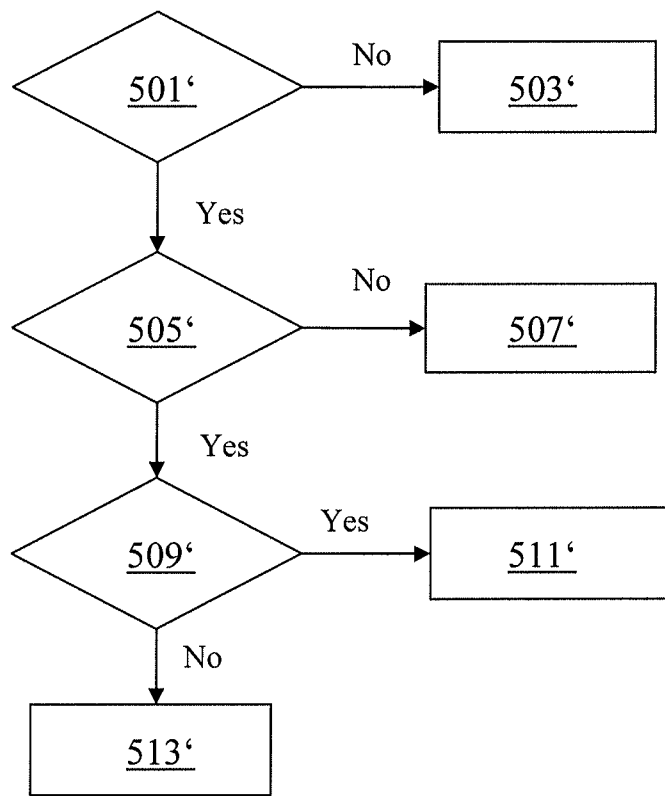 No
501‘
503‘
Yes
No
505‘
507‘
Yes
Yes
509‘
511‘
No
513‘